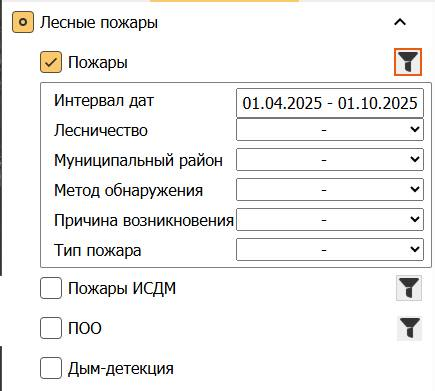 Лесные пожары
Пожары
Интервал дат 01.04.2025 - 01.10.2025
Лесничество -
Муниципальный район -
Метод обнаружения -
Причина возникновения -
Тип пожара -
Пожары ИСДМ
ПОО
Дым-детекция